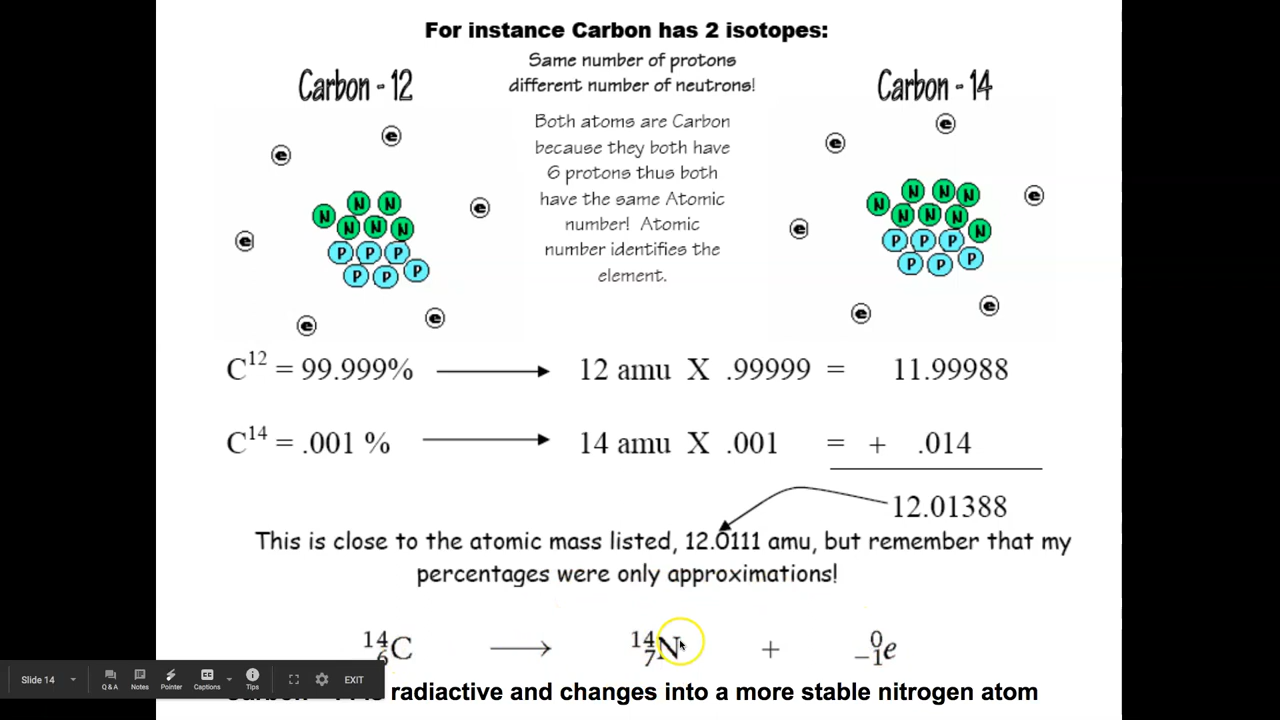 For instance Carbon has 2 isotopes:
Same number of protons
different number of neutrons!
Carbon - 12
Carbon - 14
Both atoms are Carbon
because they both have
6 protons thus both
have the same Atomic
number! Atomic
number identifies the
element.
e
e
e
e
e
e
N N N
N N N
P P P
P P P
e
e
e
e
e
e
N N N N
N N N N
P P P
P P P
C¹² = 99.999% → 12 amu X .99999 = 11.99988
C¹⁴ = .001 % → 14 amu X .001 = + .014
12.01388
This is close to the atomic mass listed, 12.0111 amu, but remember that my
percentages were only approximations!
¹⁴₆C → ¹⁴₇N + ⁰₋₁e
radiactive and changes into a more stable nitrogen atom
Slide 14
Q & A
Notes
Pointer
Captions
Tips
EXIT